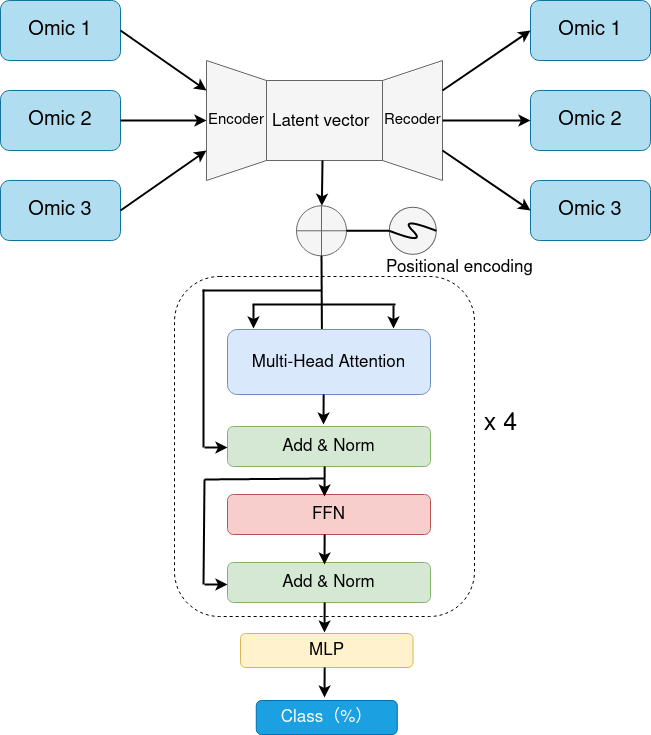 Omic 1
Omic 1
Omic 2
Encoder
Latent vector
Recoder
Omic 2
Omic 3
Omic 3
Positional encoding
Multi-Head Attention
x 4
Add & Norm
FFN
Add & Norm
MLP
Class（%）